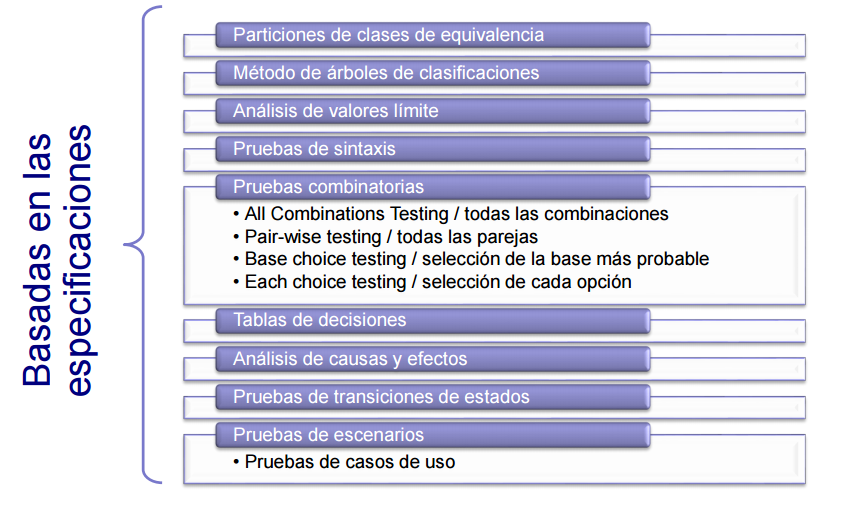 Basadas en las
especificaciones
Particiones de clases de equivalencia
Método de árboles de clasificaciones
Análisis de valores límite
Pruebas de sintaxis
Pruebas combinatorias
• All Combinations Testing / todas las combinaciones
• Pair-wise testing / todas las parejas
• Base choice testing / selección de la base más probable
• Each choice testing / selección de cada opción
Tablas de decisiones
Análisis de causas y efectos
Pruebas de transiciones de estados
Pruebas de escenarios
• Pruebas de casos de uso